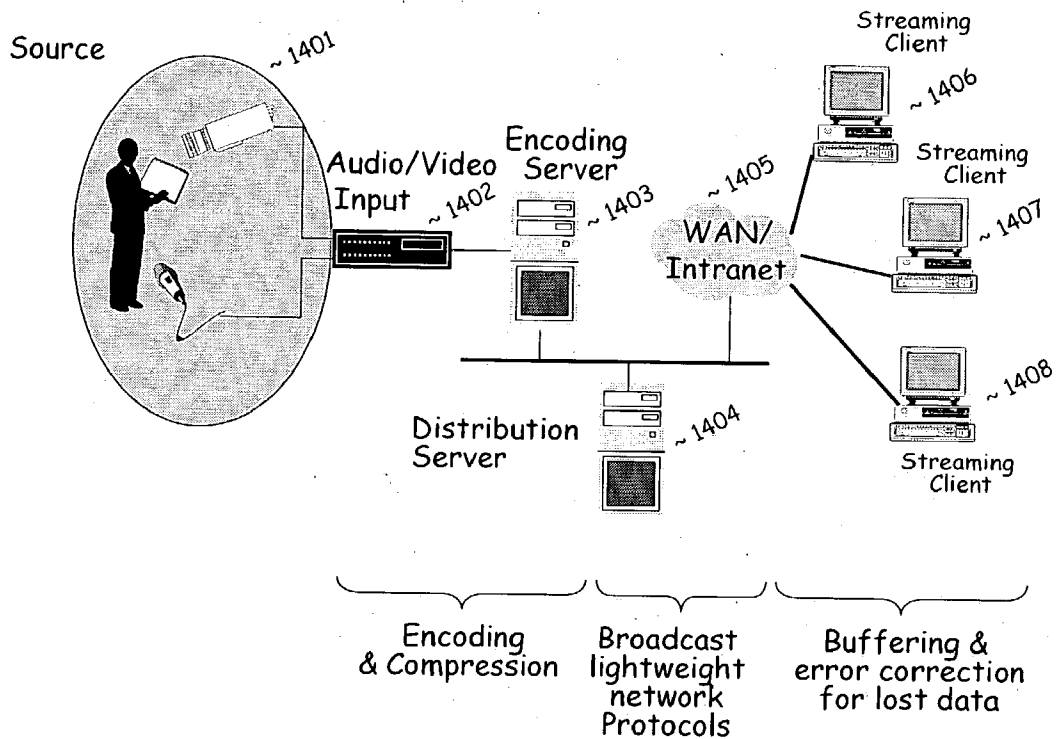 Source
~ 1401
Audio/Video
Input
~ 1402
Encoding
Server
~ 1403
~ 1405
WAN/
Intranet
Streaming
Client
~ 1406
Streaming
Client
~ 1407
~ 1408
Streaming
Client
Distribution
Server
~ 1404
Encoding
& Compression
Broadcast
lightweight
network
Protocols
Buffering &
error correction
for lost data